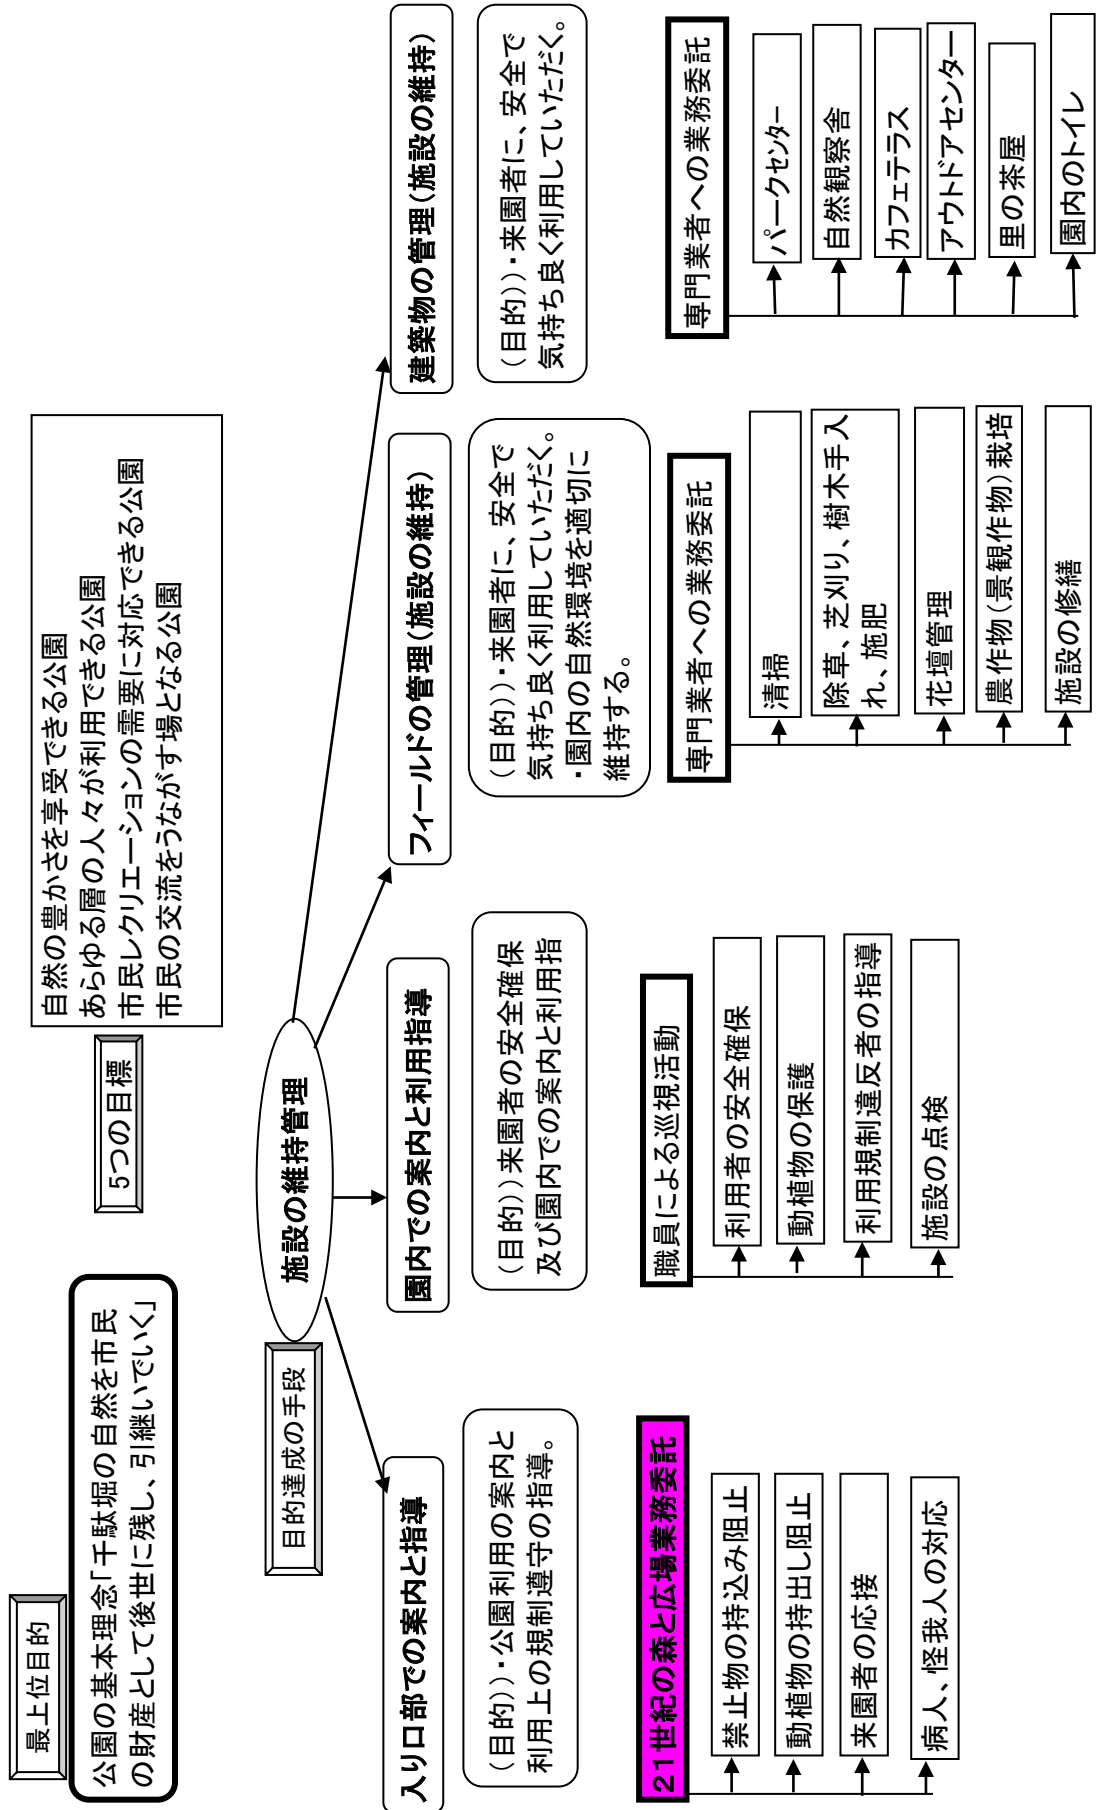 最上位目的
公園の基本理念「千駄堀の自然を市民
の財産として後世に残し、引継いでいく」
5つの目標
自然の豊かさを享受できる公園
あらゆる層の人々が利用できる公園
市民レクリエーションの需要に対応できる公園
市民の交流をうながす場となる公園
目的達成の手段
施設の維持管理
入り口部での案内と指導
(目的))・公園利用の案内と
利用上の規制遵守の指導。
21世紀の森と広場業務委託
禁止物の持込み阻止
動植物の持出し阻止
来園者の応接
病人、怪我人の対応
園内での案内と利用指導
(目的))来園者の安全確保
及び園内での案内と利用指
職員による巡視活動
利用者の安全確保
動植物の保護
利用規制違反者の指導
施設の点検
フィールドの管理(施設の維持)
(目的))・来園者に、安全で
気持ち良く利用していただく。
・園内の自然環境を適切に
維持する。
専門業者への業務委託
清掃
除草、芝刈り、樹木手入
れ、施肥
花壇管理
農作物(景観作物)栽培
施設の修繕
建築物の管理(施設の維持)
(目的))・来園者に、安全で
気持ち良く利用していただく。
専門業者への業務委託
パークセンター
自然観察舎
カフェテラス
アウトドアセンター
里の茶屋
園内のトイレ